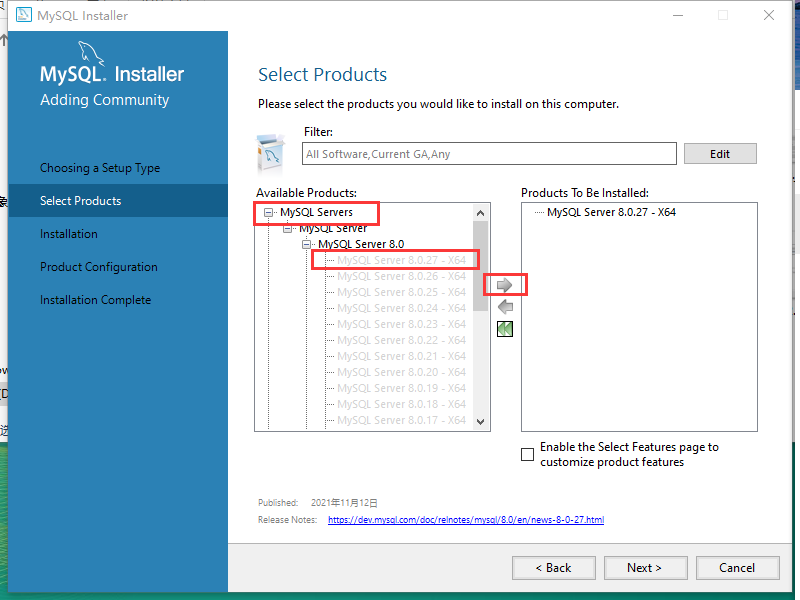 MySQL Installer
MySQL. Installer
Adding Community
Choosing a Setup Type
Select Products
Installation
Product Configuration
Installation Complete
Select Products
Please select the products you would like to install on this computer.
Filter:
All Software,Current GA,Any
Edit
Available Products:
MySQL Servers
MySQL Server
MySQL Server 8.0
MySQL Server 8.0.27 - X64
MySQL Server 8.0.26 - X64
MySQL Server 8.0.25 - X64
MySQL Server 8.0.24 - X64
MySQL Server 8.0.23 - X64
MySQL Server 8.0.22 - X64
MySQL Server 8.0.21 - X64
MySQL Server 8.0.20 - X64
MySQL Server 8.0.19 - X64
MySQL Server 8.0.18 - X64
MySQL Server 8.0.17 - X64
Products To Be Installed:
MySQL Server 8.0.27 - X64
Enable the Select Features page to
customize product features
Published: 2021年11月12日
Release Notes: https://dev.mysql.com/doc/relnotes/mysql/8.0/en/news-8-0-27.html
< Back
Next >
Cancel